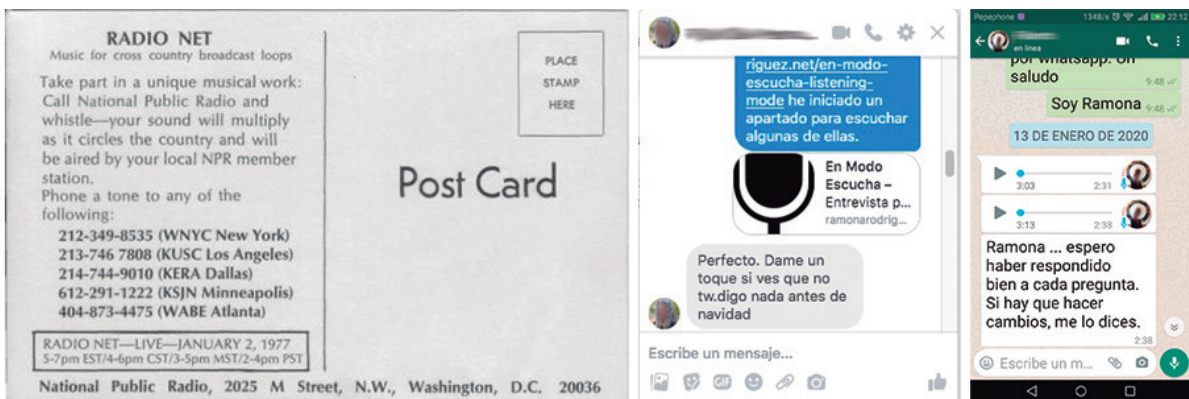 RADIO NET
Music for cross country broadcast loops
Take part in a unique musical work:
Call National Public Radio and
whistle—your sound will multiply
as it circles the country and will
be aired by your local NPR member
station.
Phone a tone to any of the
following:
212-349-8535 (WNYC New York)
213-746 7808 (KUSC Los Angeles)
214-744-9010 (KERA Dallas)
612-291-1222 (KSJN Minneapolis)
404-873-4475 (WABE Atlanta)
RADIO NET—LIVE—JANUARY 2, 1977
5-7pm EST/4-6pm CST/3-5pm MST/2-4pm PST
National Public Radio, 2025 M Street, N.W., Washington, D.C. 20036
PLACE
STAMP
HERE
Post Card
riguez.net/en-modo-
escucha-listening-
mode he iniciado un
apartado para escuchar
algunas de ellas.
En Modo
Escucha –
Entrevista p...
ramonarodrig...
Perfecto. Dame un
toque si ves que no
tw.digo nada antes de
navidad
Escribe un mensaje...
GIF
Pepephone
134B/s
22:12
en línea
por whatsapp. Un
saludo
9:48
Soy Ramona
9:48
13 DE ENERO DE 2020
3:03 2:31
3:13 2:38
Ramona ... espero
haber respondido
bien a cada pregunta.
Si hay que hacer
cambios, me lo dices.
2:38
Escribe un m...